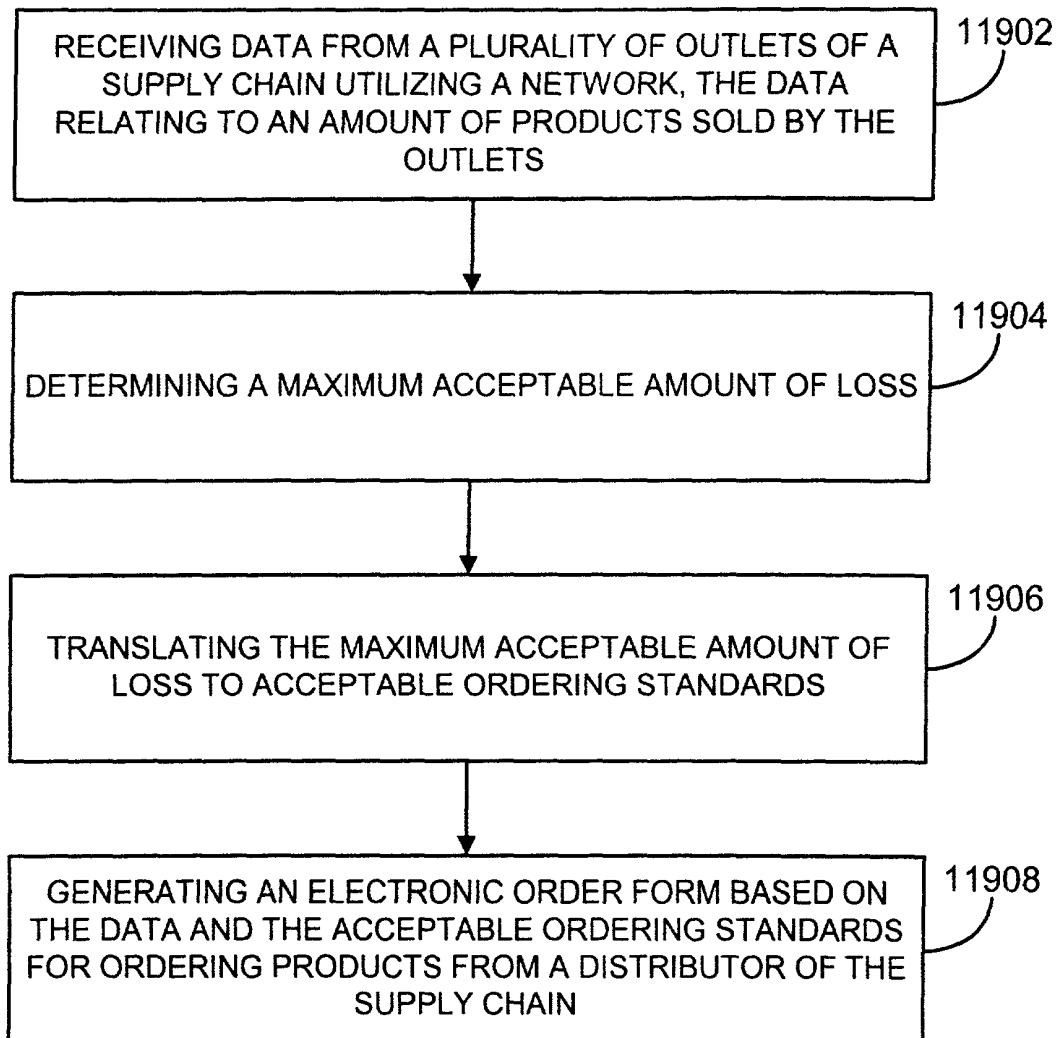 RECEIVING DATA FROM A PLURALITY OF OUTLETS OF A
SUPPLY CHAIN UTILIZING A NETWORK, THE DATA
RELATING TO AN AMOUNT OF PRODUCTS SOLD BY THE
OUTLETS
11902
DETERMINING A MAXIMUM ACCEPTABLE AMOUNT OF LOSS
11904
TRANSLATING THE MAXIMUM ACCEPTABLE AMOUNT OF
LOSS TO ACCEPTABLE ORDERING STANDARDS
11906
GENERATING AN ELECTRONIC ORDER FORM BASED ON
THE DATA AND THE ACCEPTABLE ORDERING STANDARDS
FOR ORDERING PRODUCTS FROM A DISTRIBUTOR OF THE
SUPPLY CHAIN
11908